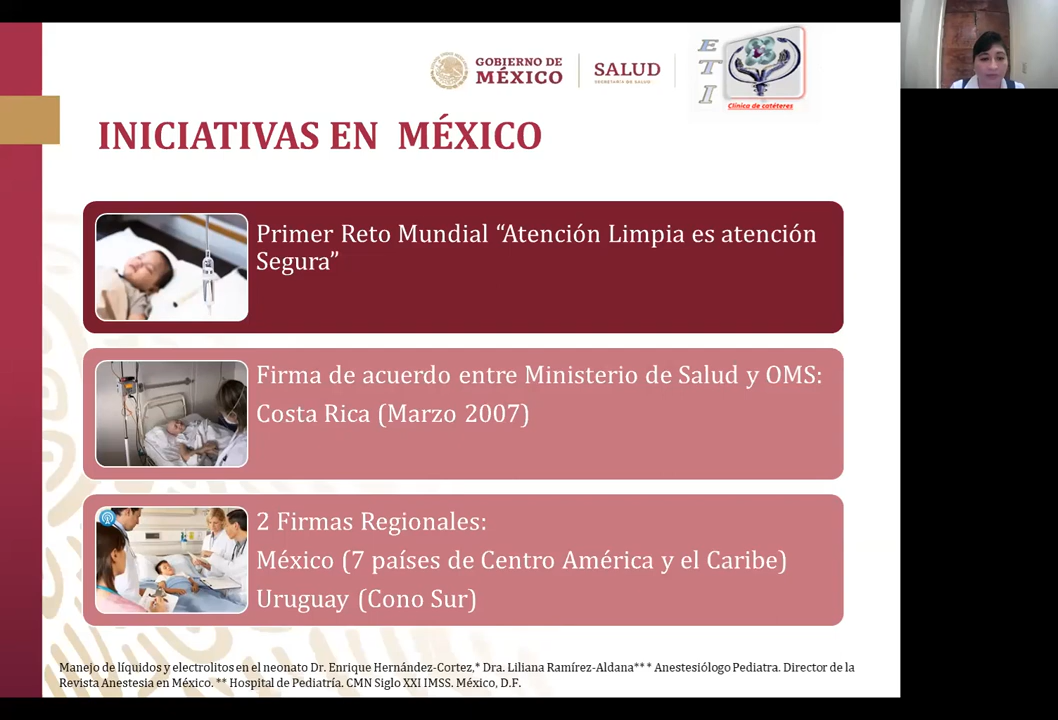 GOBIERNO DE
MÉXICO
SALUD
SECRETARÍA DE SALUD
E
T
I
Clínica de catéteres
INICIATIVAS EN MÉXICO
Primer Reto Mundial “Atención Limpia es atención
Segura”
Firma de acuerdo entre Ministerio de Salud y OMS:
Costa Rica (Marzo 2007)
2 Firmas Regionales:
México (7 países de Centro América y el Caribe)
Uruguay (Cono Sur)
Manejo de líquidos y electrolitos en el neonato Dr. Enrique Hernández-Cortez,* Dra. Liliana Ramírez-Aldana** * Anestesiólogo Pediatra. Director de la
Revista Anestesia en México. ** Hospital de Pediatría. CMN Siglo XXI IMSS. México, D.F.